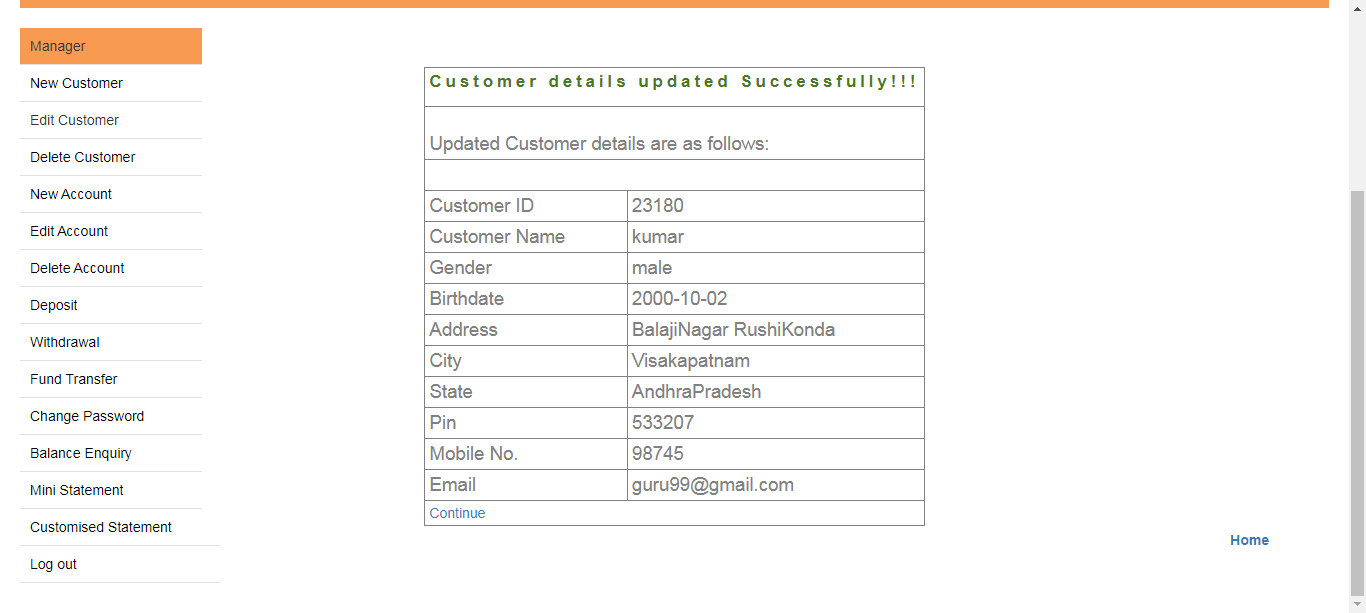 Manager
New Customer
Edit Customer
Delete Customer
New Account
Edit Account
Delete Account
Deposit
Withdrawal
Fund Transfer
Change Password
Balance Enquiry
Mini Statement
Customised Statement
Log out
Customer details updated Successfully!!!
Updated Customer details are as follows:
Customer ID 23180
Customer Name kumar
Gender male
Birthdate 2000-10-02
Address BalajiNagar RushiKonda
City Visakapatnam
State AndhraPradesh
Pin 533207
Mobile No. 98745
Email guru99@gmail.com
Continue
Home